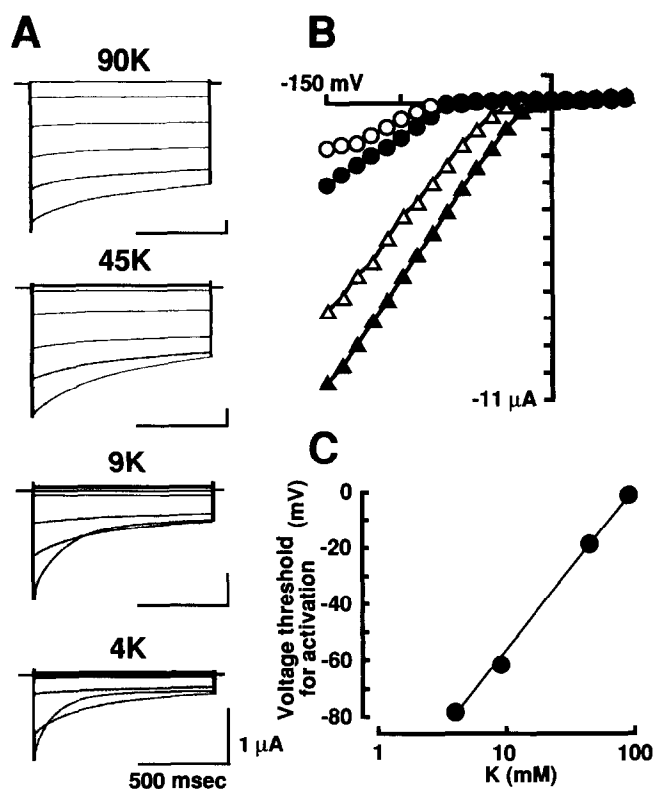 A
90K
45K
9K
4K
1 μA
500 msec
B
-150 mV
-11 μA
C
Voltage threshold
for activation (mV)
0
-20
-40
-60
-80
1
10
100
K (mM)